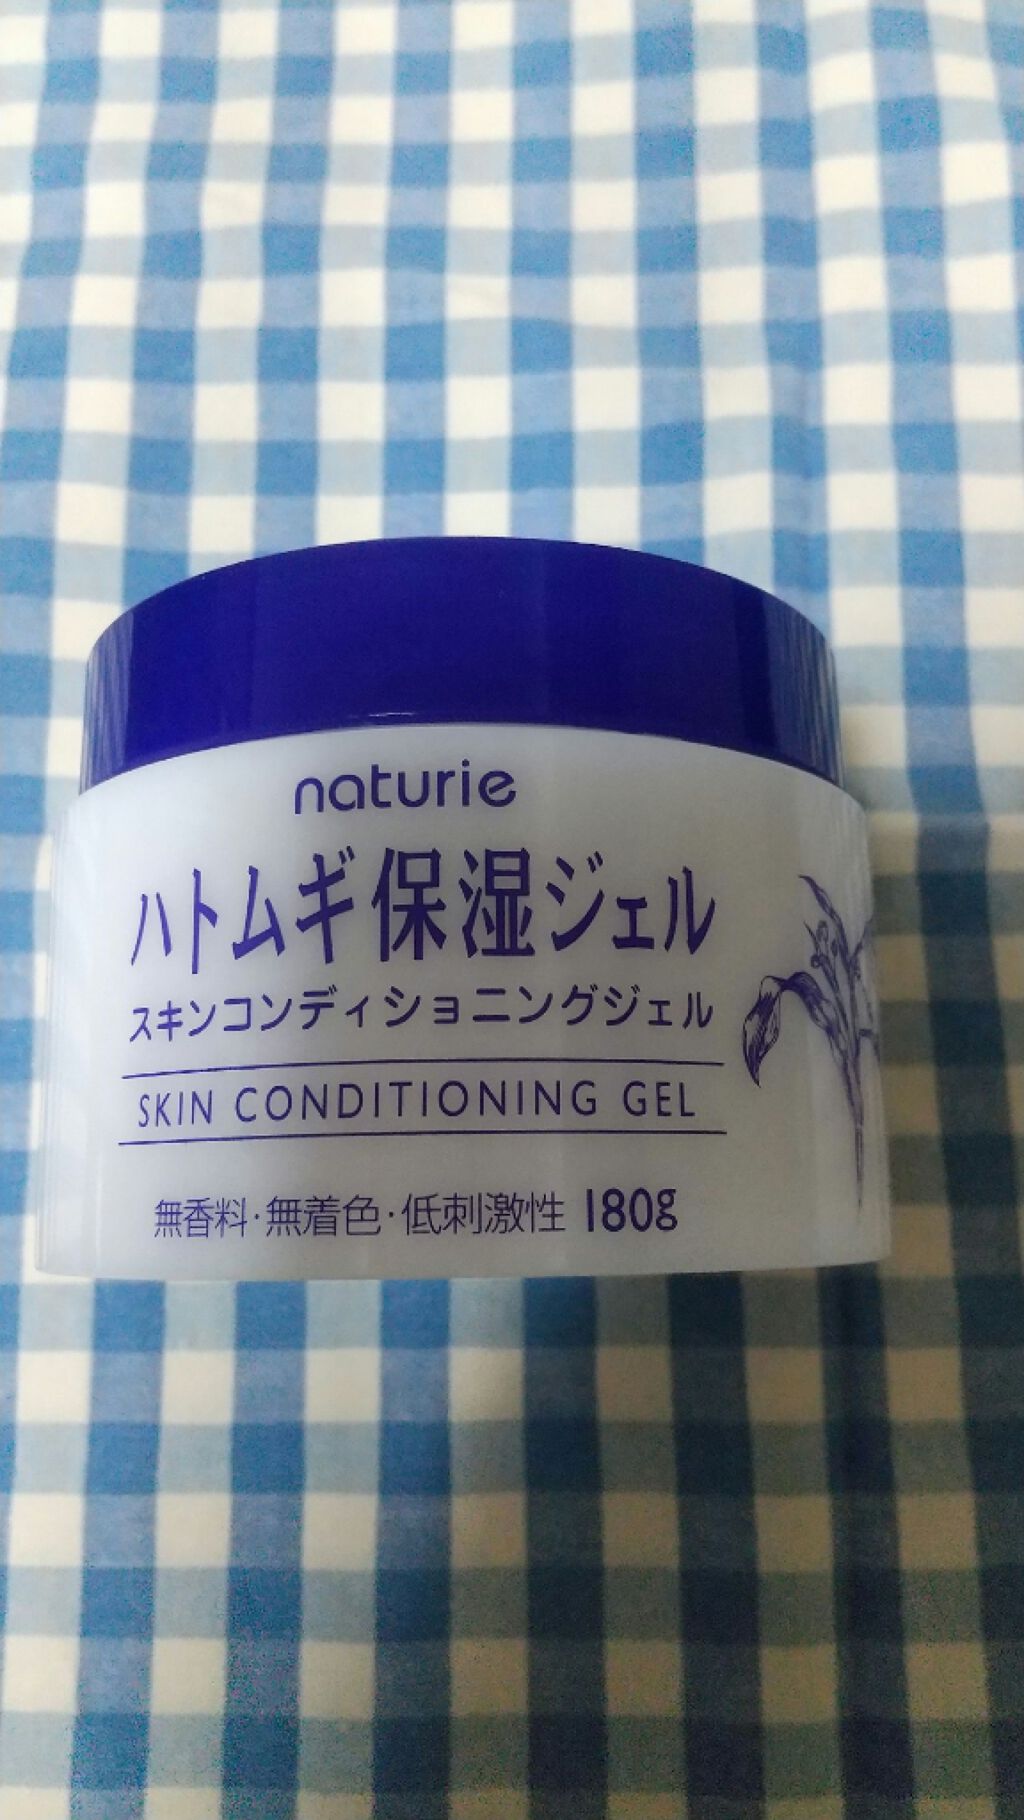 naturie
ハトムギ保湿ジェル
スキンコンディショニングジェル
SKIN CONDITIONING GEL
無香料・無着色・低刺激性 180g